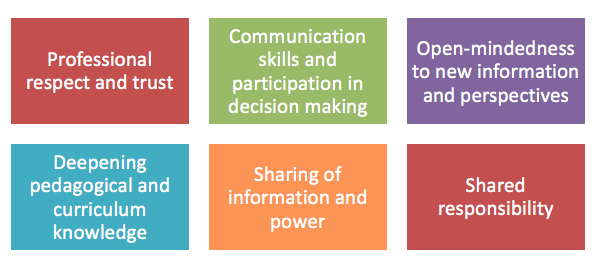 Professional
respect and trust
Communication
skills and
participation in
decision making
Open-mindedness
to new information
and perspectives
Deepening
pedagogical and
curriculum
knowledge
Sharing of
information and
power
Shared
responsibility